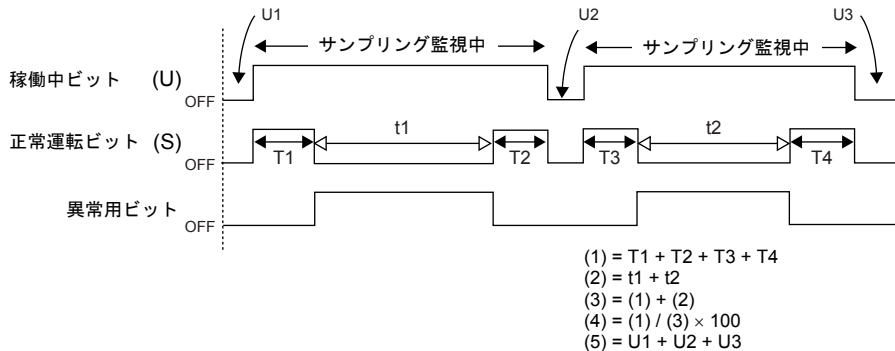 U1 U2 U3
サンプリング監視中 サンプリング監視中
稼働中ビット (U)
OFF
正常運転ビット (S)
t1 t2
OFF
T1 T2 T3 T4
異常用ビット
OFF
(1) = T1 + T2 + T3 + T4
(2) = t1 + t2
(3) = (1) + (2)
(4) = (1) / (3) × 100
(5) = U1 + U2 + U3